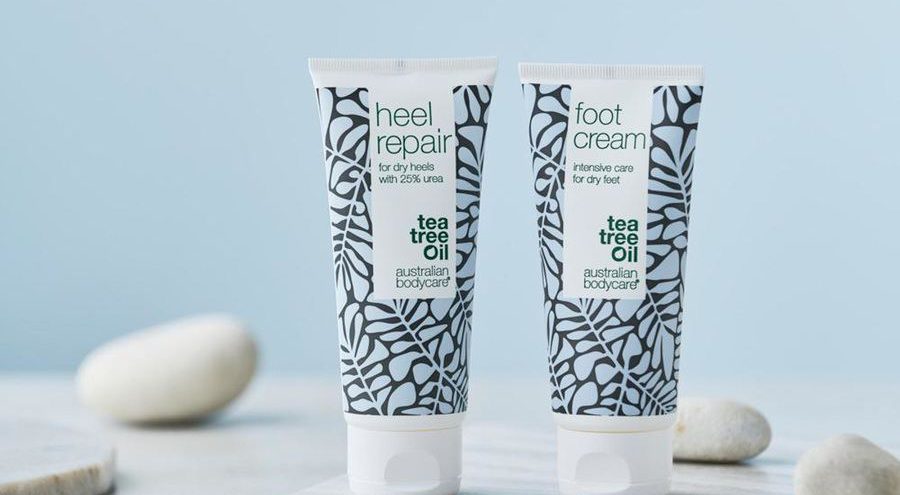 heel
repair
for dry heels
with 25% urea
tea
tree
oil
australian
bodycare
foot
cream
intensive care
for dry feet
tea
tree
oil
australian
bodycare